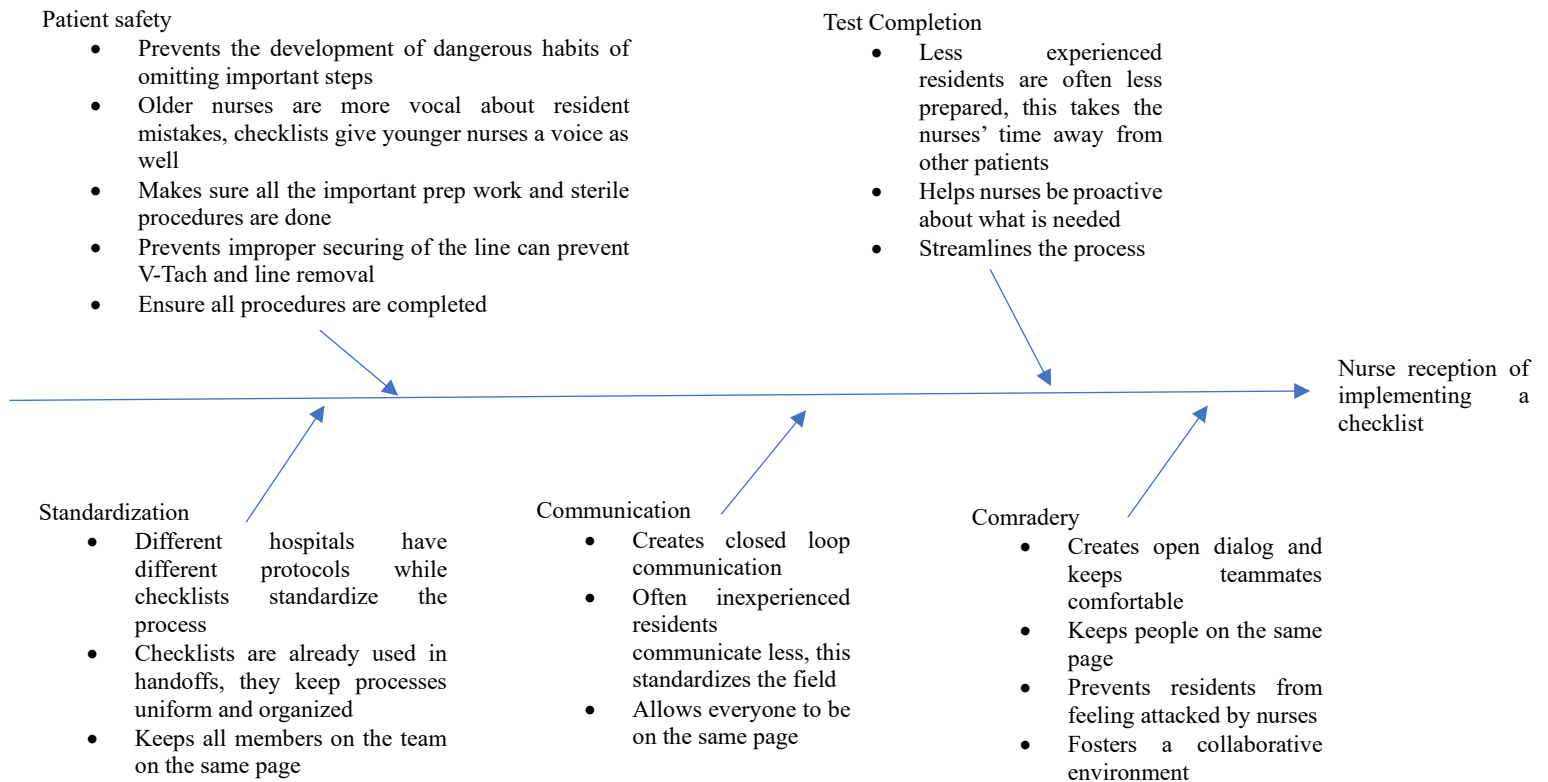 Patient safety
• Prevents the development of dangerous habits of
omitting important steps
• Older nurses are more vocal about resident
mistakes, checklists give younger nurses a voice as
well
• Makes sure all the important prep work and sterile
procedures are done
• Prevents improper securing of the line can prevent
V-Tach and line removal
• Ensure all procedures are completed
Test Completion
• Less experienced
residents are often less
prepared, this takes the
nurses’ time away from
other patients
• Helps nurses be proactive
about what is needed
• Streamlines the process
Nurse reception of
implementing a
checklist
Standardization
• Different hospitals have
different protocols while
checklists standardize the
process
• Checklists are already used in
handoffs, they keep processes
uniform and organized
• Keeps all members on the team
on the same page
Communication
• Creates closed loop
communication
• Often inexperienced
residents
communicate less, this
standardizes the field
• Allows everyone to be
on the same page
Comradery
• Creates open dialog and
keeps teammates
comfortable
• Keeps people on the same
page
• Prevents residents from
feeling attacked by nurses
• Fosters a collaborative
environment